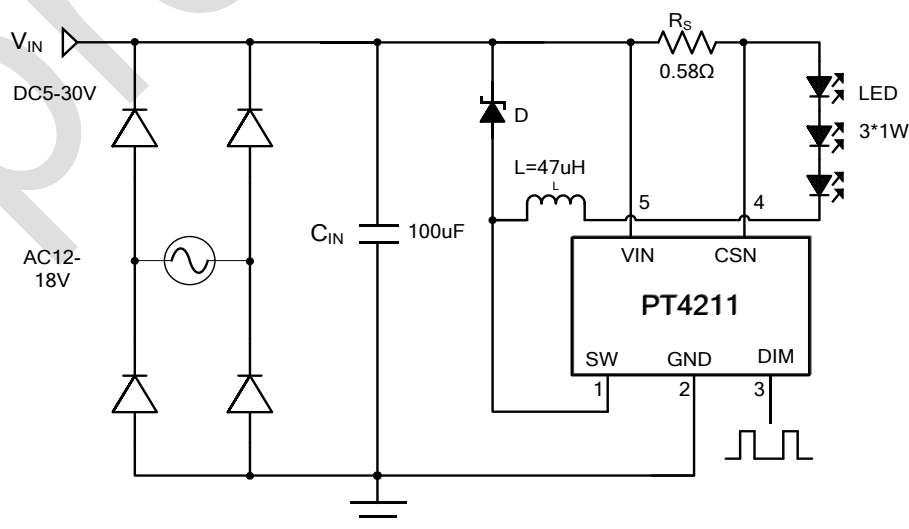 VIN
DC5-30V
RS
0.58Ω
LED
3*1W
D
L=47uH
L
5
4
CIN
100uF
VIN
CSN
AC12-
18V
PT4211
SW
GND
DIM
1
2
3